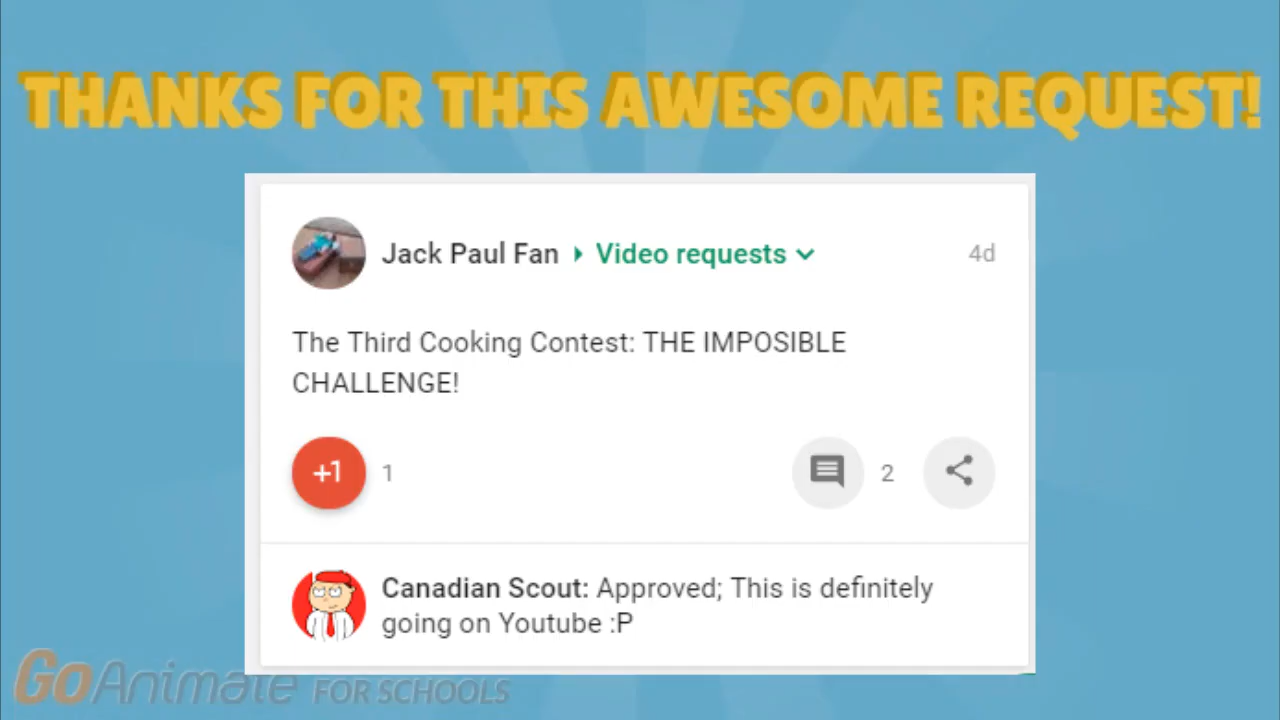 THANKS FOR THIS AWESOME REQUEST!
Jack Paul Fan Video requests 4d
The Third Cooking Contest: THE IMPOSIBLE
CHALLENGE!
+1 1 2
Canadian Scout: Approved; This is definitely
going on Youtube :P
GoAnimate FOR SCHOOLS